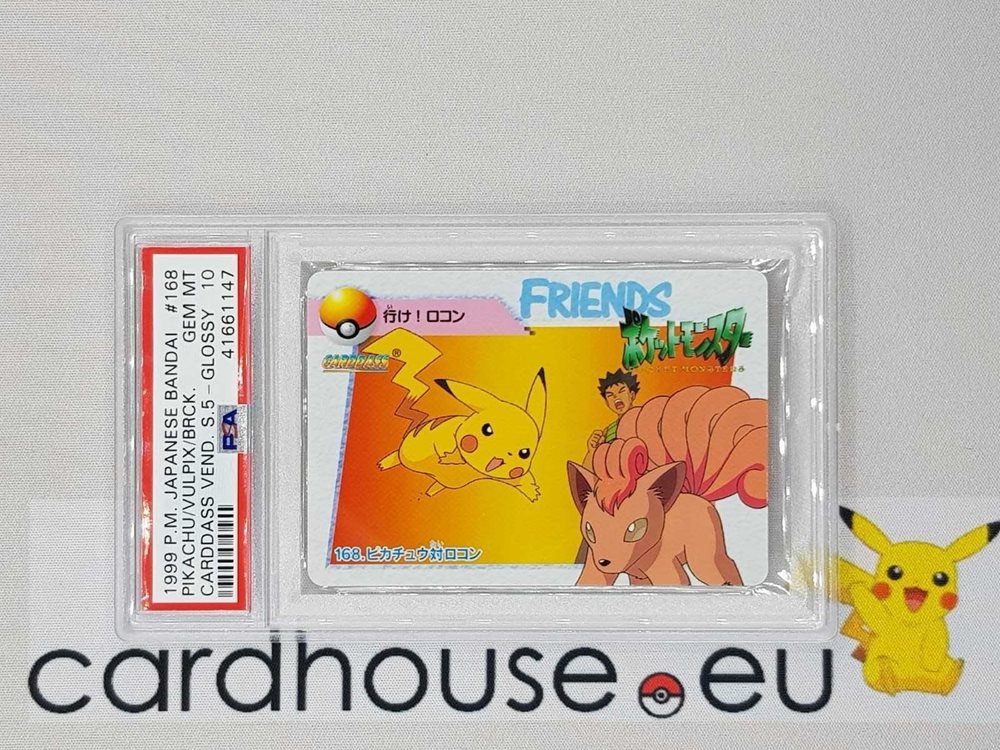 1999 P.M. JAPANESE BANDAI #168
PIKACHU/VULPIX/BRCK. GEM MT
CARDDASS VEND. S.5 - GLOSSY 10
41661147
PSA
FRIENDS
行け!ロコン
ポケットモンスター
CARDDASS®
168.ピカチュウ対ロコン
cardhouse.eu